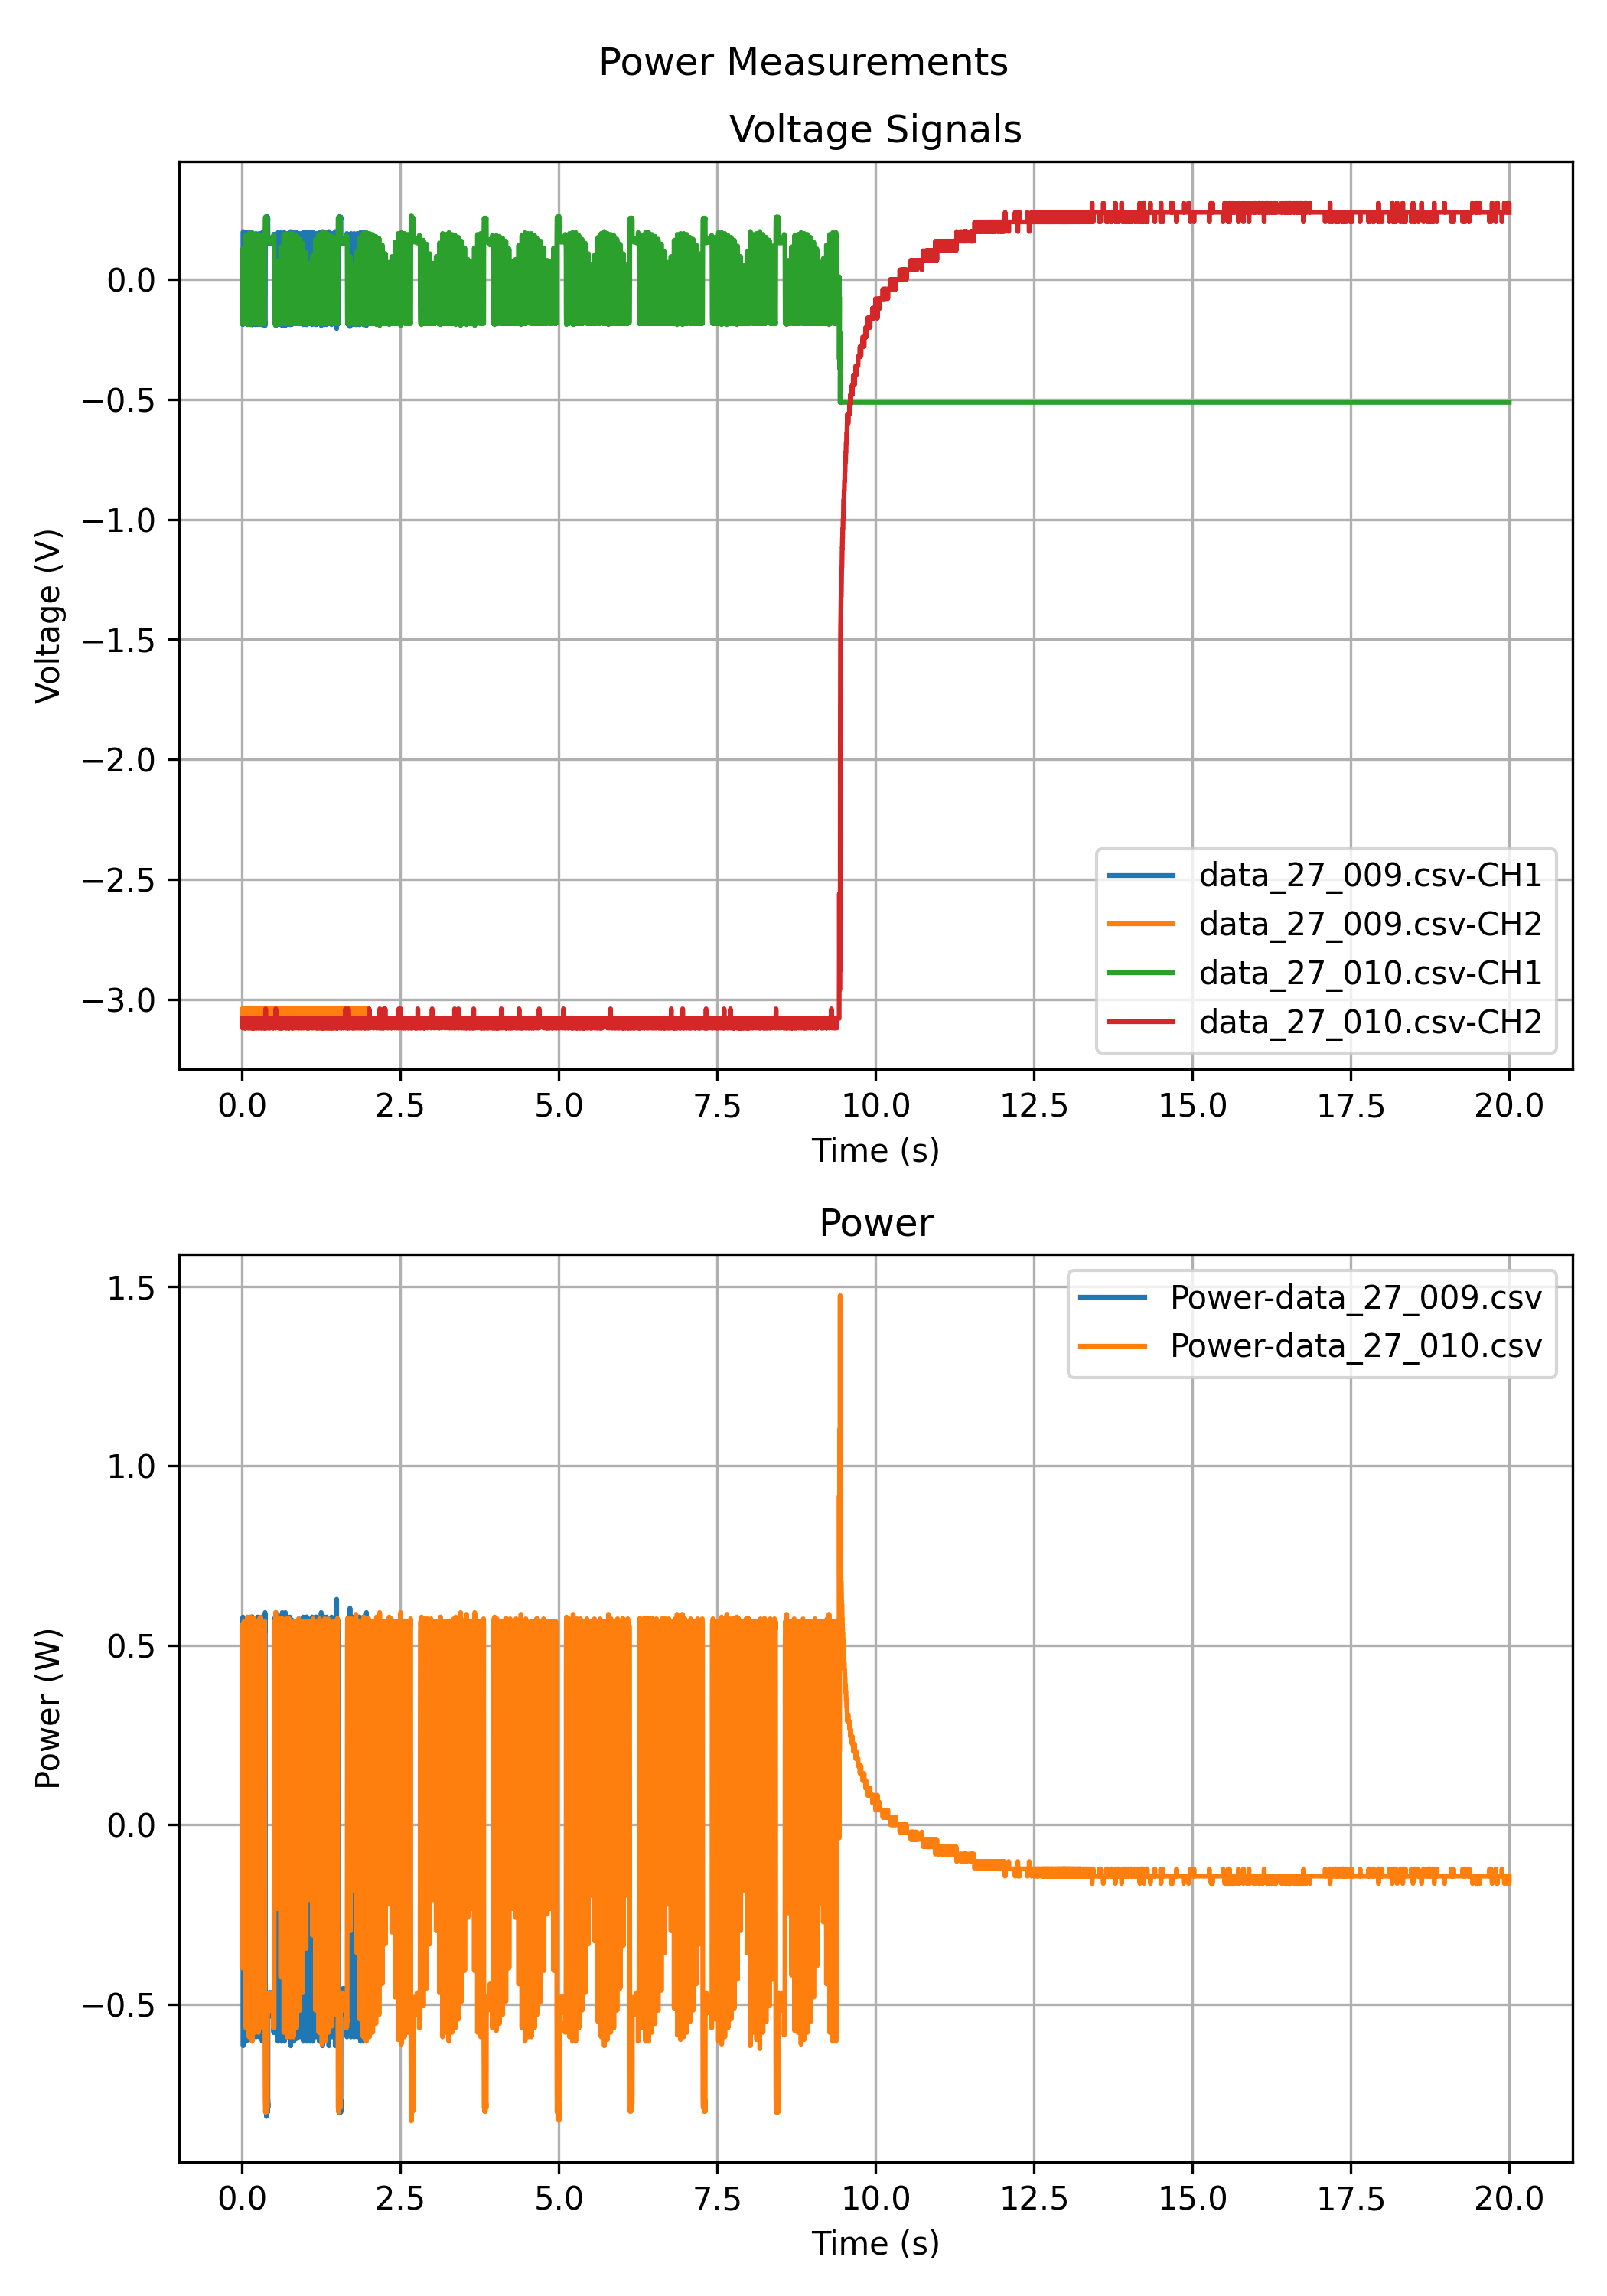 Power Measurements
Voltage Signals
Voltage (V)
0.0
−0.5
−1.0
−1.5
−2.0
−2.5
−3.0
data_27_009.csv-CH1
data_27_009.csv-CH2
data_27_010.csv-CH1
data_27_010.csv-CH2
0.0 2.5 5.0 7.5 10.0 12.5 15.0 17.5 20.0
Time (s)
Power
Power (W)
1.5
1.0
0.5
0.0
−0.5
Power-data_27_009.csv
Power-data_27_010.csv
0.0 2.5 5.0 7.5 10.0 12.5 15.0 17.5 20.0
Time (s)